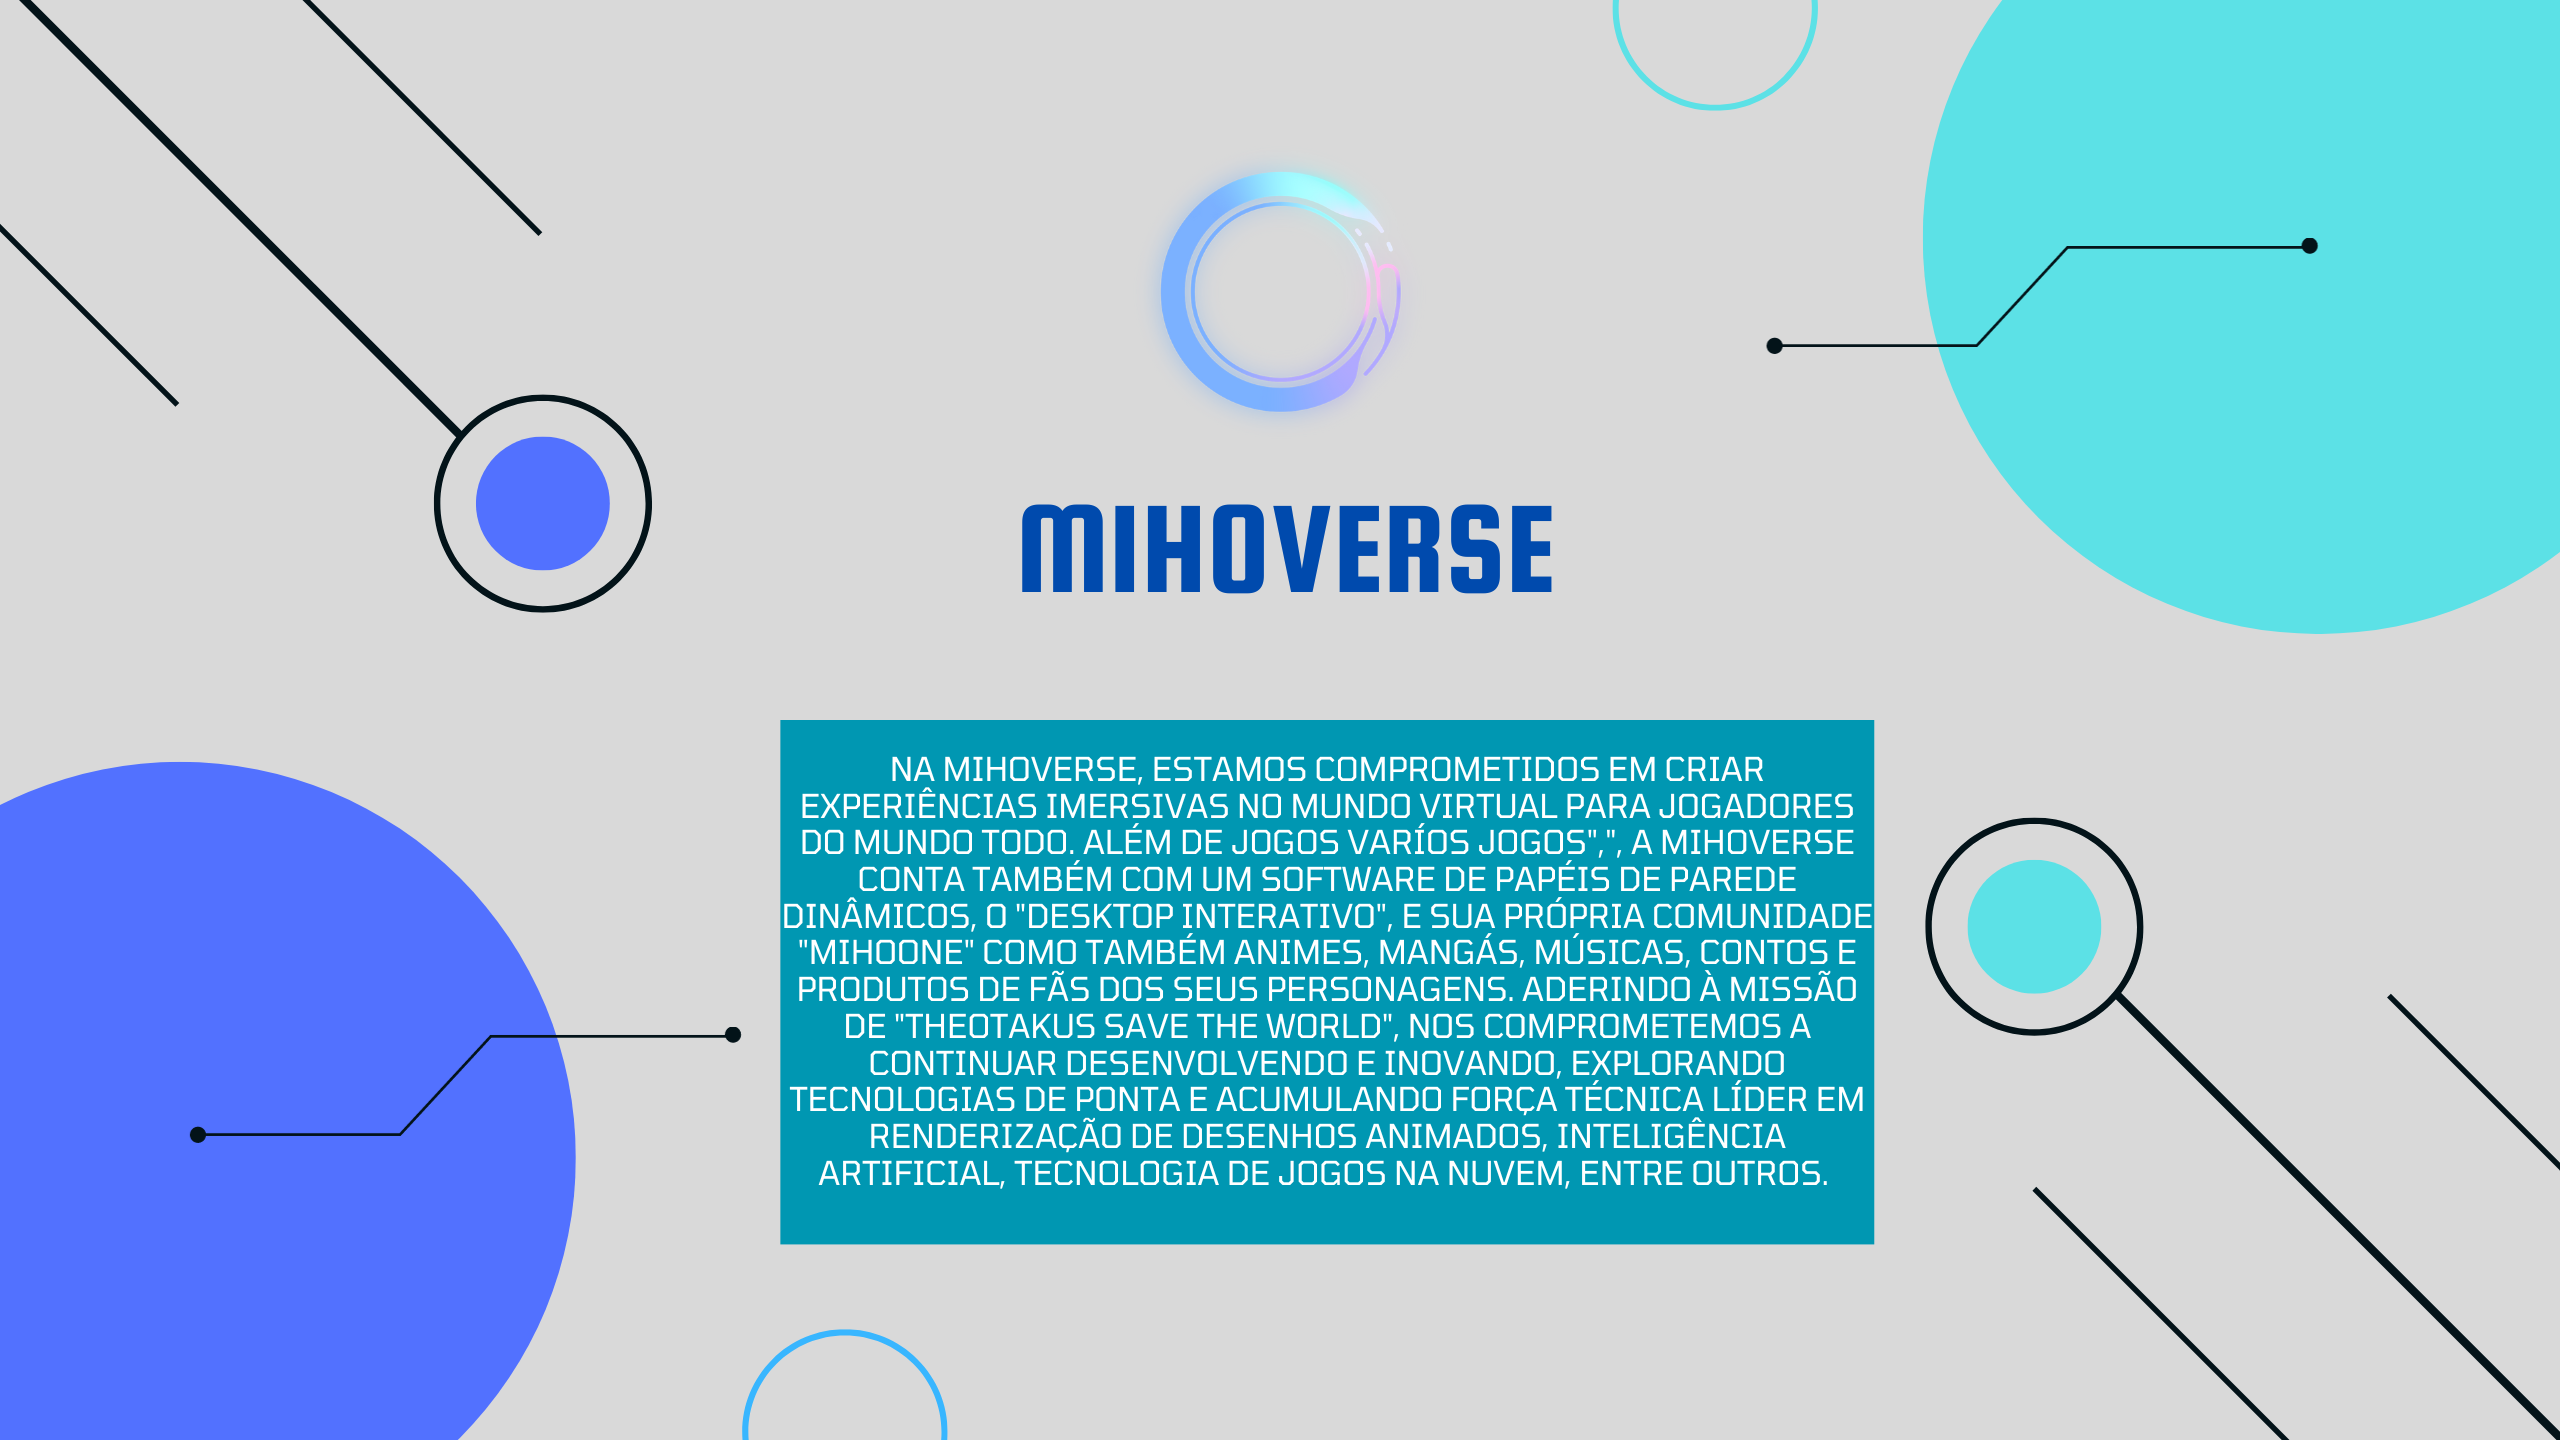 MIHOVERSE
NA MIHOVERSE, ESTAMOS COMPROMETIDOS EM CRIAR
EXPERIÊNCIAS IMERSIVAS NO MUNDO VIRTUAL PARA JOGADORES
DO MUNDO TODO. ALÉM DE JOGOS VARÍOS JOGOS",", A MIHOVERSE
CONTA TAMBÉM COM UM SOFTWARE DE PAPÉIS DE PAREDE
DINÂMICOS, O "DESKTOP INTERATIVO", E SUA PRÓPRIA COMUNIDADE
"MIHOONE" COMO TAMBÉM ANIMES, MANGÁS, MÚSICAS, CONTOS E
PRODUTOS DE FÃS DOS SEUS PERSONAGENS. ADERINDO À MISSÃO
DE "THEOTAKUS SAVE THE WORLD", NOS COMPROMETEMOS A
CONTINUAR DESENVOLVENDO E INOVANDO, EXPLORANDO
TECNOLOGIAS DE PONTA E ACUMULANDO FORÇA TÉCNICA LÍDER EM
RENDERIZAÇÃO DE DESENHOS ANIMADOS, INTELIGÊNCIA
ARTIFICIAL, TECNOLOGIA DE JOGOS NA NUVEM, ENTRE OUTROS.